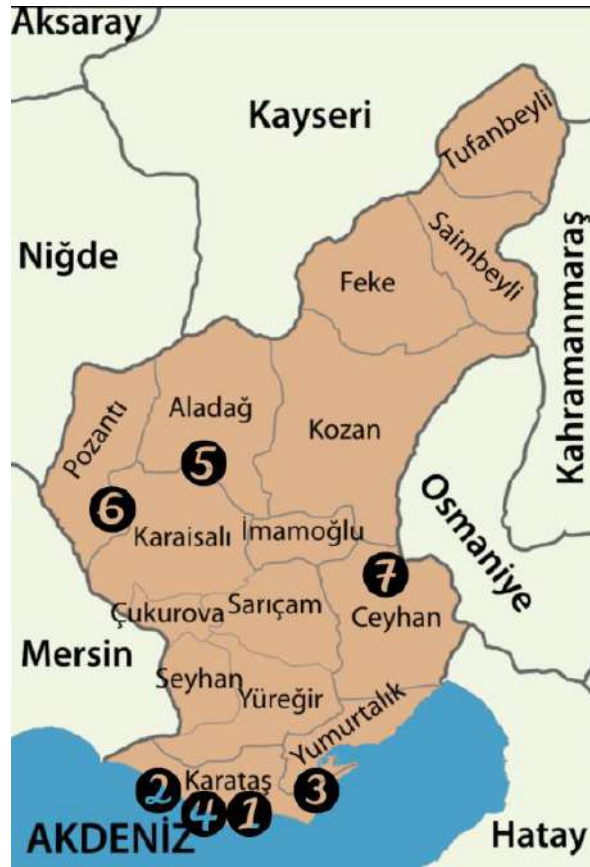 Aksaray
Kayseri
Tufanbeyli
Niğde
Saimbeyli
Feke
Kahramanmaraş
Pozantı
Aladağ
Kozan
5
6
Osmaniye
Karaisalı
İmamoğlu
7
Çukurova
Sarıçam
Ceyhan
Mersin
Seyhan
Yüreğir
Yumurtalık
2
Karataş
3
4
1
AKDENİZ
Hatay